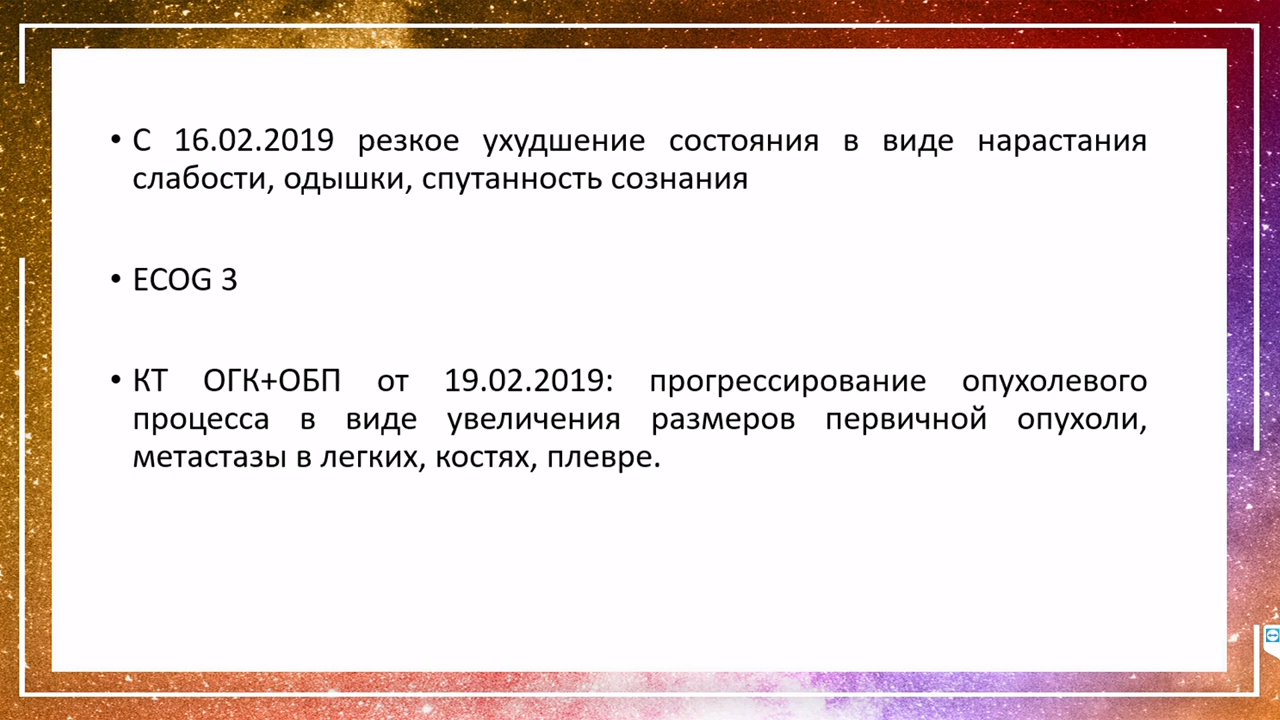 • С 16.02.2019 резкое ухудшение состояния в виде нарастания
слабости, одышки, спутанность сознания
• ECOG 3
• КТ ОГК+ОБП от 19.02.2019: прогрессирование опухолевого
процесса в виде увеличения размеров первичной опухоли,
метастазы в легких, костях, плевре.